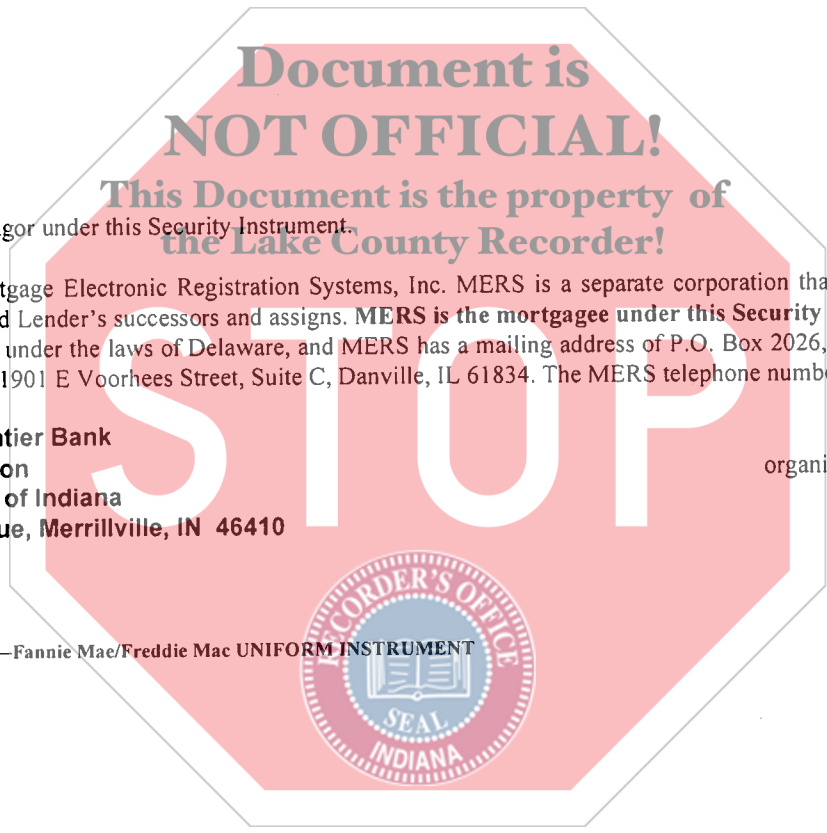 Document is
NOT OFFICIAL!
This Document is the property of
gor under this Security Instrument.
the Lake County Recorder!
tgage Electronic Registration Systems, Inc. MERS is a separate corporation tha
d Lender's successors and assigns. MERS is the mortgagee under this Security
under the laws of Delaware, and MERS has a mailing address of P.O. Box 2026,
1901 E Voorhees Street, Suite C, Danville, IL 61834. The MERS telephone numb
STOP
tier Bank
on
organi
of Indiana
ue, Merrillville, IN 46410
RECORDER'S OFFICE
—Fannie Mae/Freddie Mac UNIFORM INSTRUMENT
SEAL
INDIANA